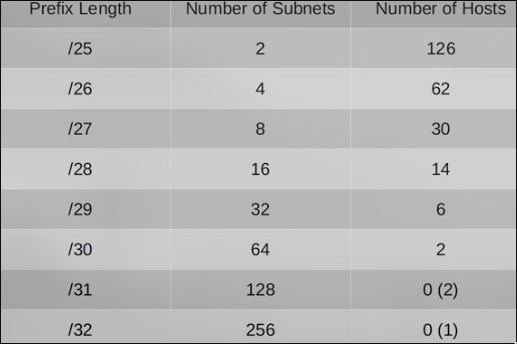 Prefix Length Number of Subnets Number of Hosts
/25 2 126
/26 4 62
/27 8 30
/28 16 14
/29 32 6
/30 64 2
/31 128 0 (2)
/32 256 0 (1)